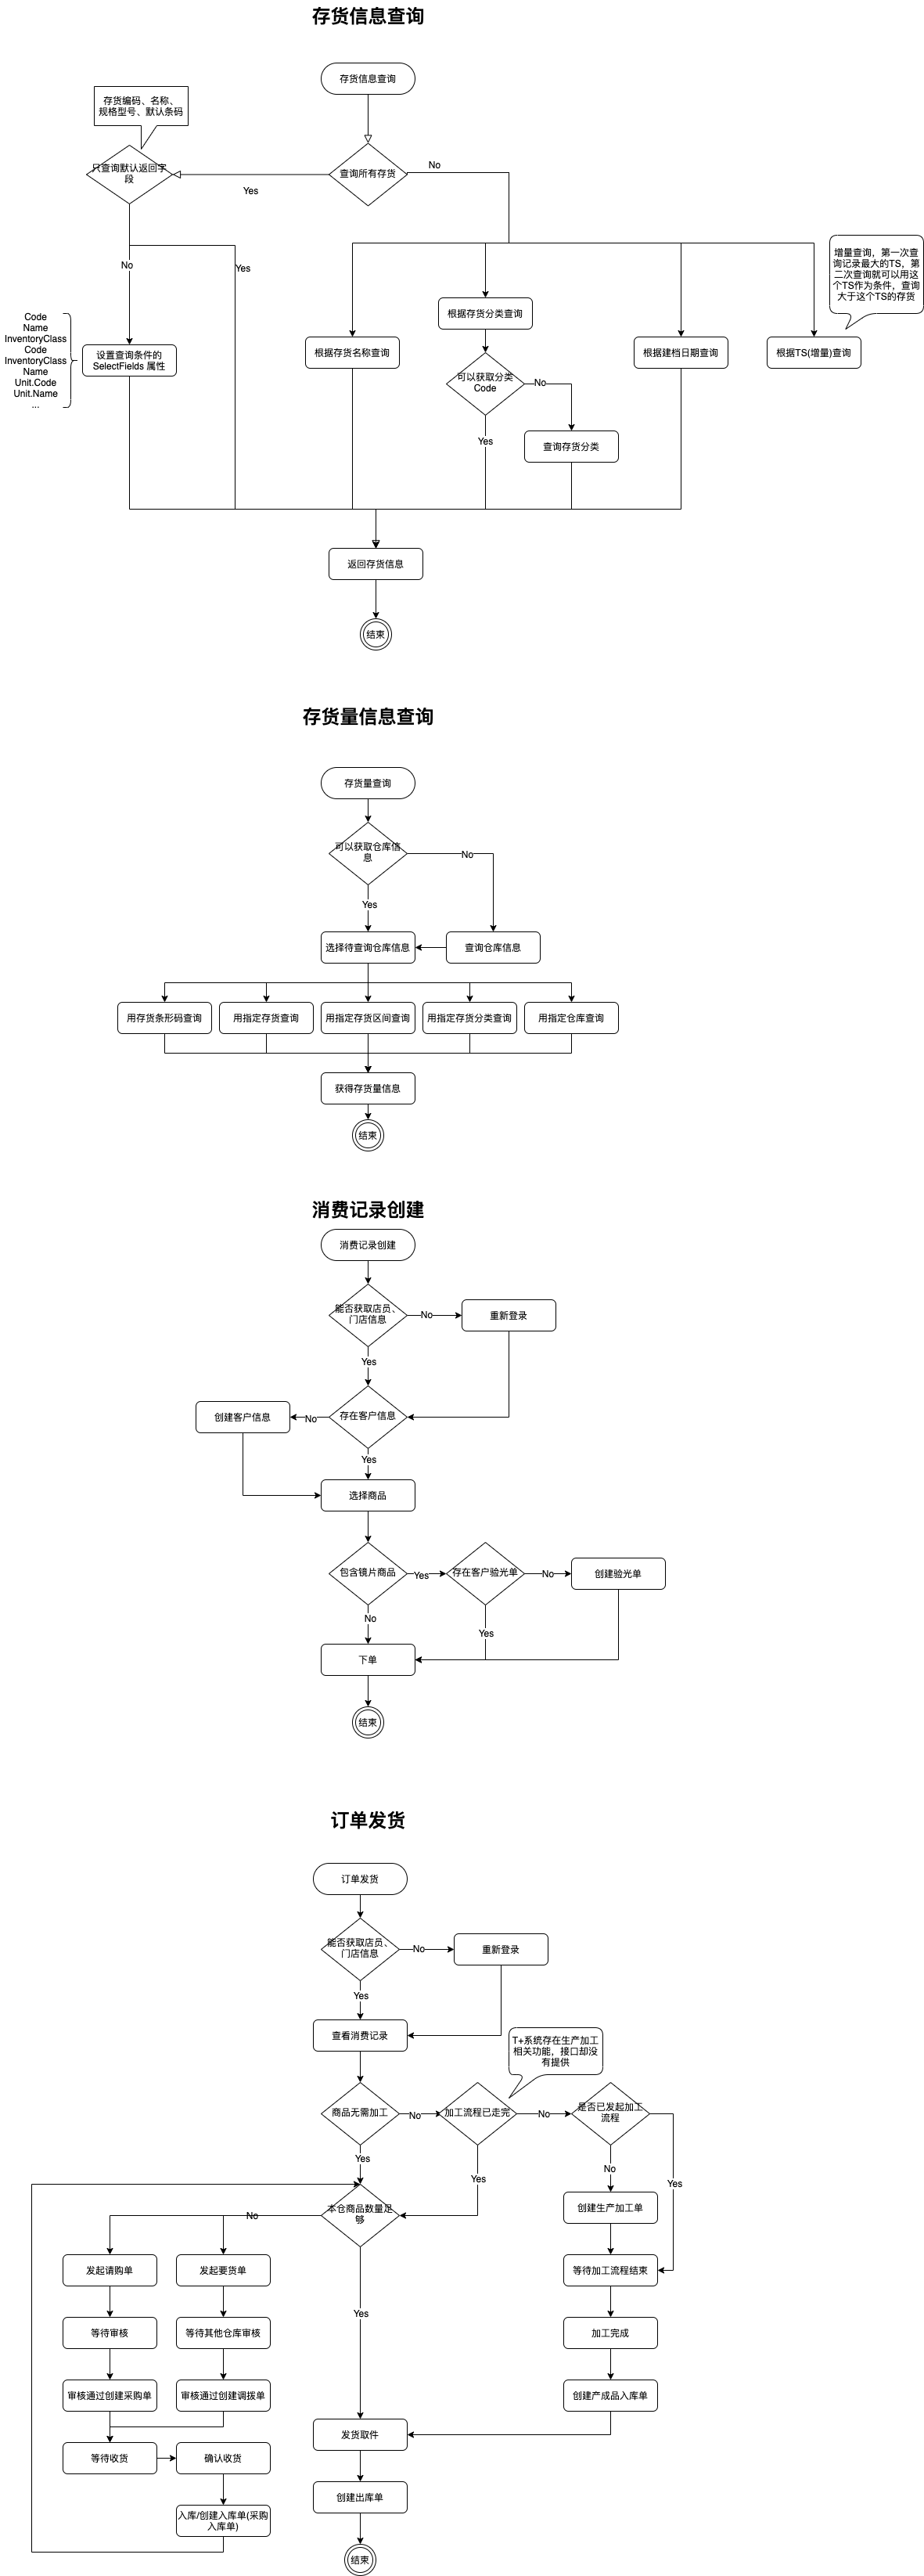 存货信息查询
存货信息查询
存货编码、名称、
规格型号、默认条码
只查询默认返回字
段
查询所有存货
No
Yes
增量查询，第一次查
询记录最大的TS，第
二次查询就可以用这
个TS作为条件，查询
大于这个TS的存货
No
Yes
Code
Name
InventoryClass
Code
InventoryClass
Name
Unit.Code
Unit.Name
...
设置查询条件的
SelectFields 属性
根据存货名称查询
根据存货分类查询
根据建档日期查询
根据TS(增量)查询
可以获取分类
Code
No
Yes
查询存货分类
返回存货信息
结束
存货量信息查询
存货量查询
可以获取仓库信
息
No
Yes
选择待查询仓库信息
查询仓库信息
用存货条形码查询
用指定存货查询
用指定存货区间查询
用指定存货分类查询
用指定仓库查询
获得存货量信息
结束
消费记录创建
消费记录创建
能否获取店员、
门店信息
No
重新登录
Yes
创建客户信息
No
存在客户信息
Yes
选择商品
包含镜片商品
Yes
存在客户验光单
No
创建验光单
No
Yes
下单
结束
订单发货
订单发货
能否获取店员、
门店信息
No
重新登录
Yes
查看消费记录
T+系统存在生产加工
相关功能，接口却没
有提供
商品无需加工
No
加工流程已走完
No
是否已发起加工
流程
Yes
Yes
No
Yes
创建生产加工单
本仓商品数量足
够
No
发起请购单
发起要货单
等待加工流程结束
Yes
等待审核
等待其他仓库审核
加工完成
审核通过创建采购单
审核通过创建调拨单
创建产成品入库单
发货取件
等待收货
确认收货
创建出库单
入库/创建入库单(采购
入库单)
结束